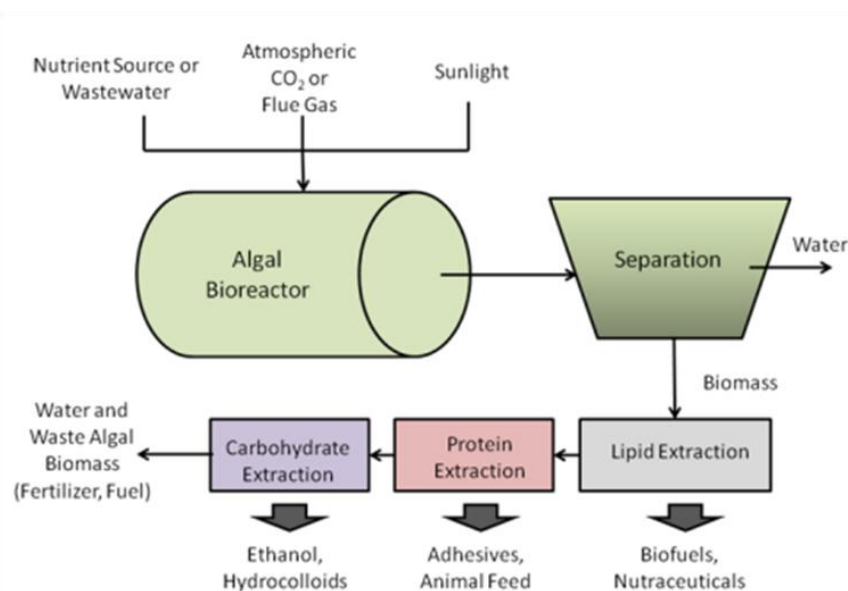 Nutrient Source or
Wastewater
Atmospheric
CO₂ or
Flue Gas
Sunlight
Algal
Bioreactor
Separation
Water
Biomass
Water and
Waste Algal
Biomass
(Fertilizer, Fuel)
Carbohydrate
Extraction
Protein
Extraction
Lipid Extraction
Ethanol,
Hydrocolloids
Adhesives,
Animal Feed
Biofuels,
Nutraceuticals